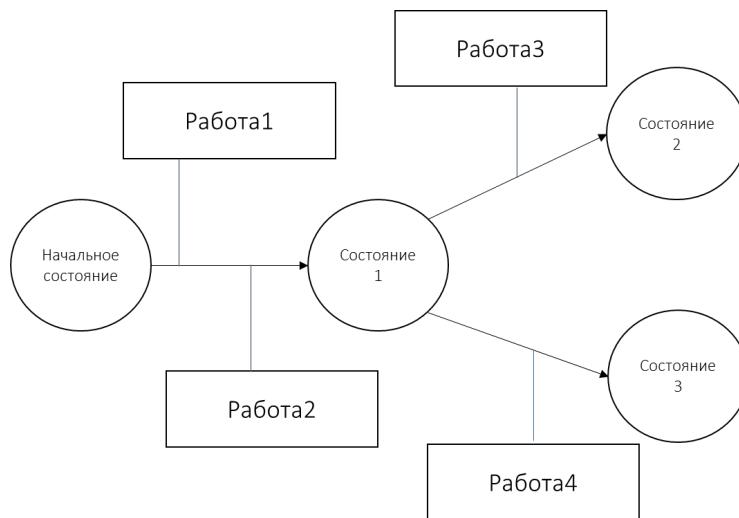 Работа3
Работа1
Состояние
2
Начальное
состояние
Состояние
1
Состояние
3
Работа2
Работа4